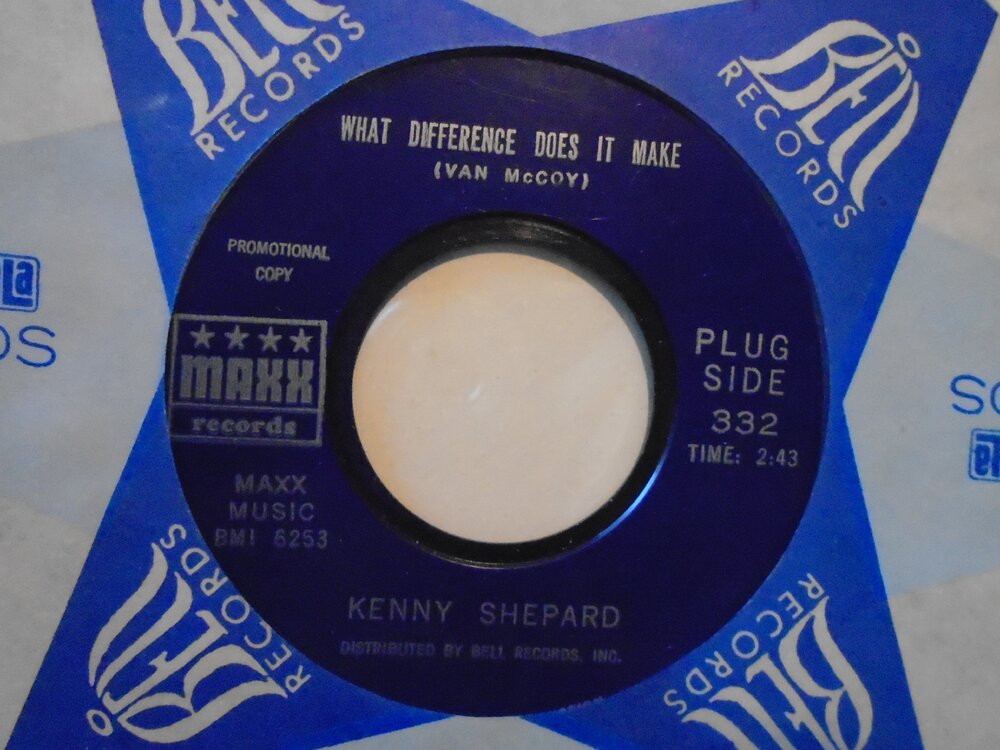 BELL
RECORDS
BELL
RECORDS
WHAT DIFFERENCE DOES IT MAKE
(VAN McCOY)
PROMOTIONAL
COPY
MAXX
records
PLUG
SIDE
332
TIME: 2:43
MAXX
MUSIC
BMI 6253
KENNY SHEPARD
DISTRIBUTED BY BELL RECORDS, INC.
BELL
RECORDS
BELL
RECORDS